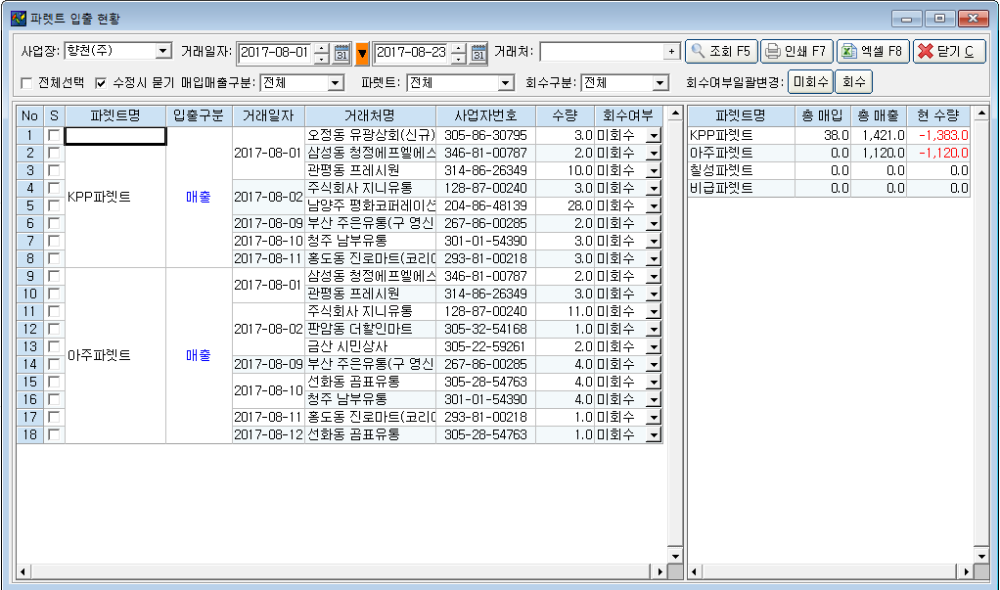 파렛트 입출 현황
사업장: 향천(주) 거래일자: 2017-08-01 2017-08-23 거래처: + 조회 F5 인쇄 F7 엑셀 F8 닫기 C
전체선택 수정시 묻기 매입매출구분: 전체 파렛트: 전체 회수구분: 전체 회수여부일괄변경: 미회수 회수
No S 파렛트명 입출구분 거래일자 거래처명 사업자번호 수량 회수여부
1 KPP파렛트 매출 2017-08-01 오정동 유광상회(신규) 305-86-30795 3.0 미회수
2 삼성동 청정에프엘에스 346-81-00787 2.0 미회수
3 관평동 프레시원 314-86-26349 10.0 미회수
4 2017-08-02 주식회사 지니유통 128-87-00240 3.0 미회수
5 남양주 평화코퍼레이션 204-86-48139 28.0 미회수
6 2017-08-09 부산 주은유통(구 명신 267-86-00285 2.0 미회수
7 2017-08-10 청주 남부유통 301-01-54390 3.0 미회수
8 2017-08-11 홍도동 진로마트(코리아 293-81-00218 3.0 미회수
9 아주파렛트 매출 2017-08-01 삼성동 청정에프엘에스 346-81-00787 2.0 미회수
10 관평동 프레시원 314-86-26349 3.0 미회수
11 2017-08-02 주식회사 지니유통 128-87-00240 11.0 미회수
12 판암동 더할인마트 305-32-54168 1.0 미회수
13 금산 시민상사 305-22-59261 2.0 미회수
14 2017-08-09 부산 주은유통(구 명신 267-86-00285 4.0 미회수
15 2017-08-10 선화동 곰표유통 305-28-54763 4.0 미회수
16 청주 남부유통 301-01-54390 4.0 미회수
17 2017-08-11 홍도동 진로마트(코리아 293-81-00218 1.0 미회수
18 2017-08-12 선화동 곰표유통 305-28-54763 1.0 미회수
파렛트명 총 매입 총 매출 현 수량
KPP파렛트 38.0 1,421.0 -1,383.0
아주파렛트 0.0 1,120.0 -1,120.0
칠성파렛트 0.0 0.0 0.0
비급파렛트 0.0 0.0 0.0